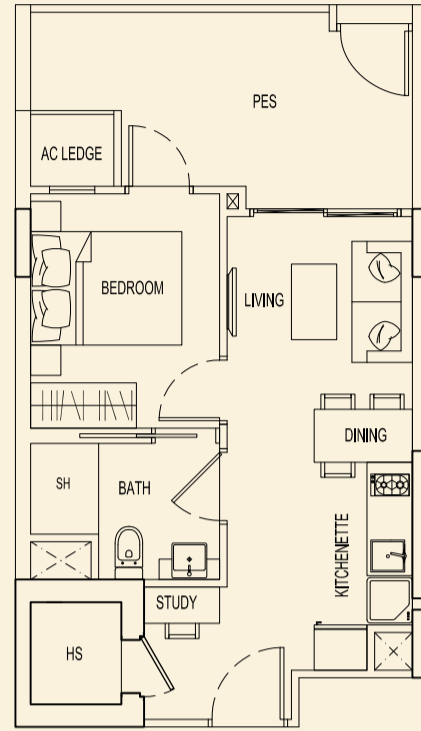 PES
AC LEDGE
BEDROOM
LIVING
DINING
SH
BATH
KITCHENETTE
STUDY
HS